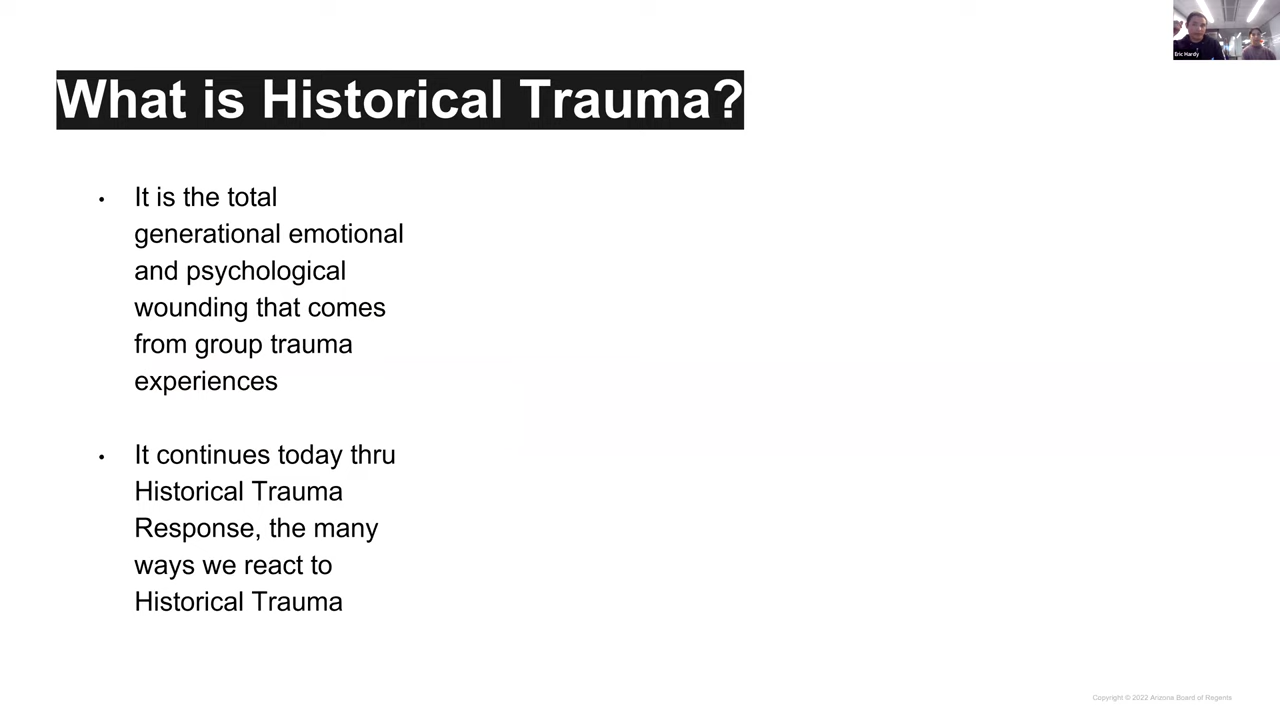 Eric Hardy
What is Historical Trauma?
• It is the total
generational emotional
and psychological
wounding that comes
from group trauma
experiences
• It continues today thru
Historical Trauma
Response, the many
ways we react to
Historical Trauma
Copyright © 2022 Arizona Board of Regents